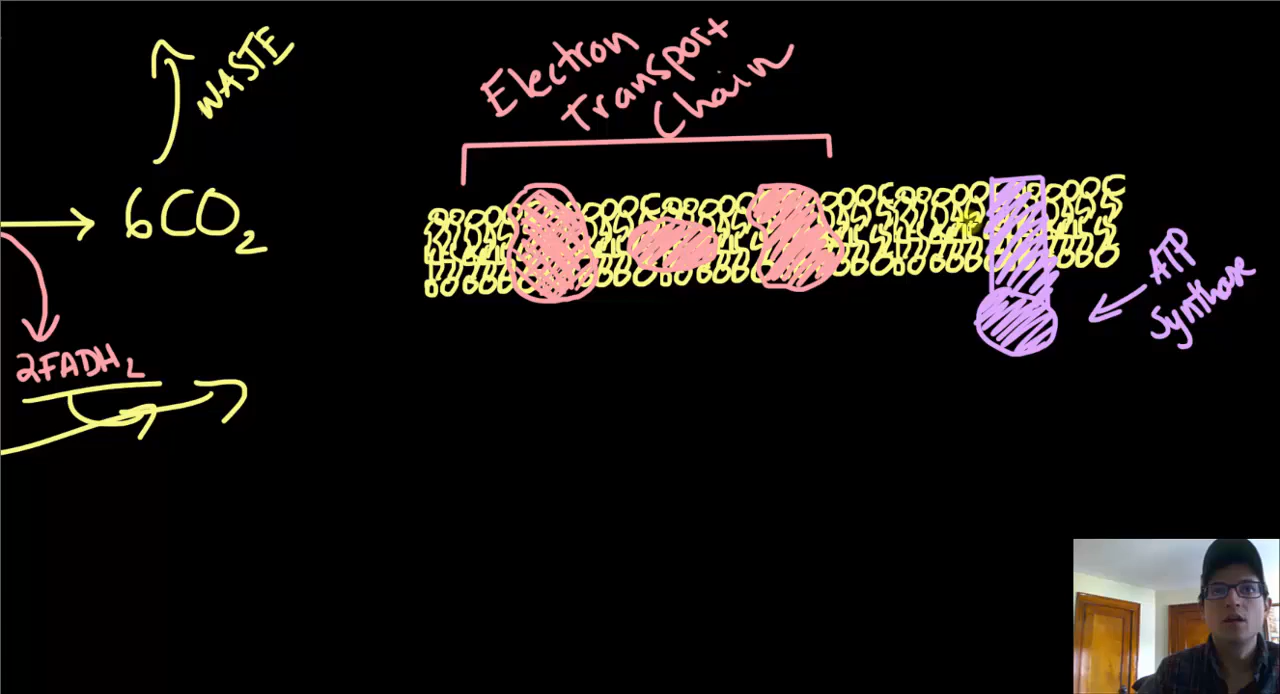 WASTE
6CO2
2FADH2
Electron
Transport
Chain
ATP
Synthase